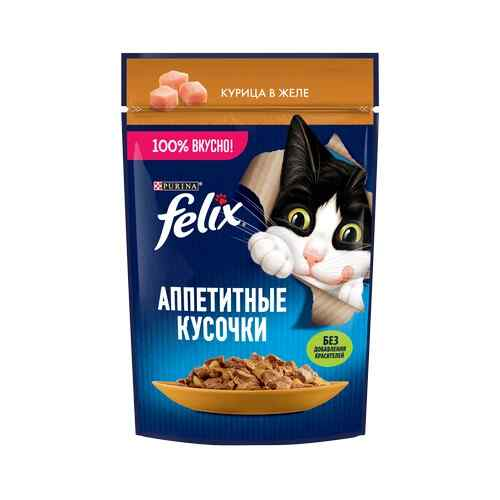 КУРИЦА В ЖЕЛЕ
100% ВКУСНО!
PURINA®
felix
АППЕТИТНЫЕ
КУСОЧКИ
БЕЗ
ДОБАВЛЕНИЯ
КРАСИТЕЛЕЙ